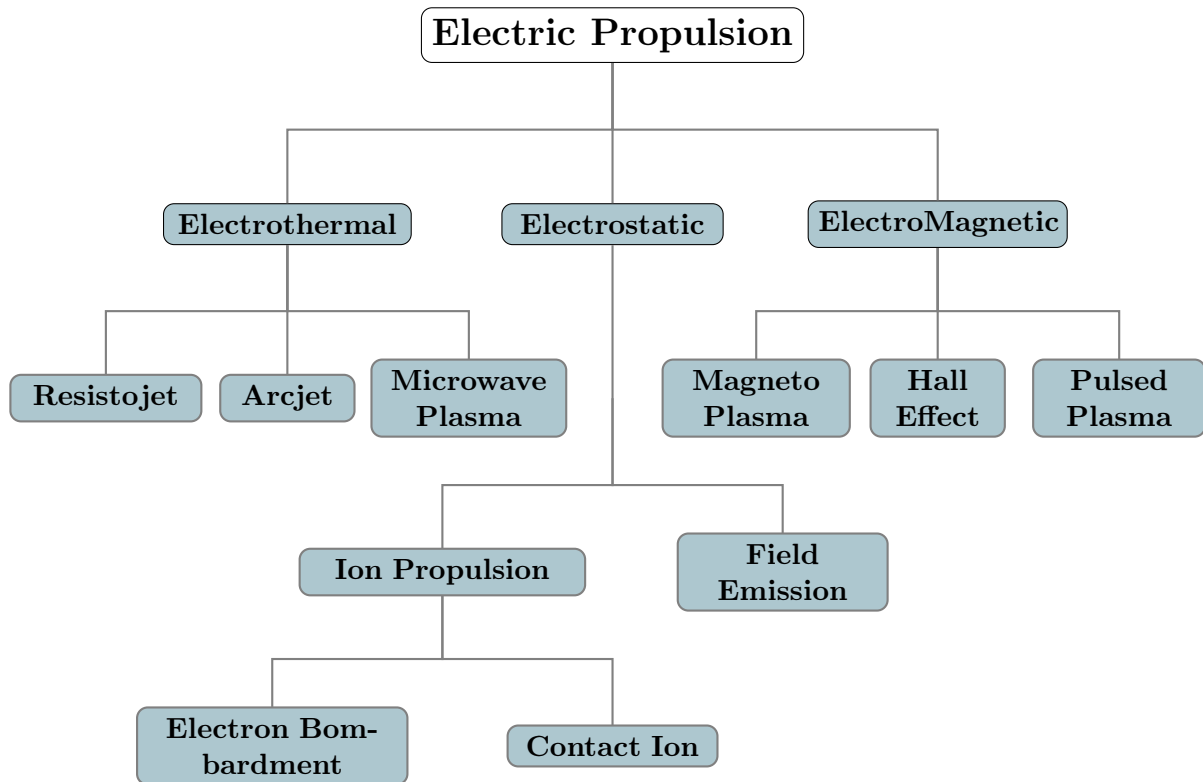 Electric Propulsion
Electrothermal
Electrostatic
ElectroMagnetic
Resistojet
Arcjet
Microwave
Plasma
Magneto
Plasma
Hall
Effect
Pulsed
Plasma
Ion Propulsion
Field
Emission
Electron Bom-
bardment
Contact Ion